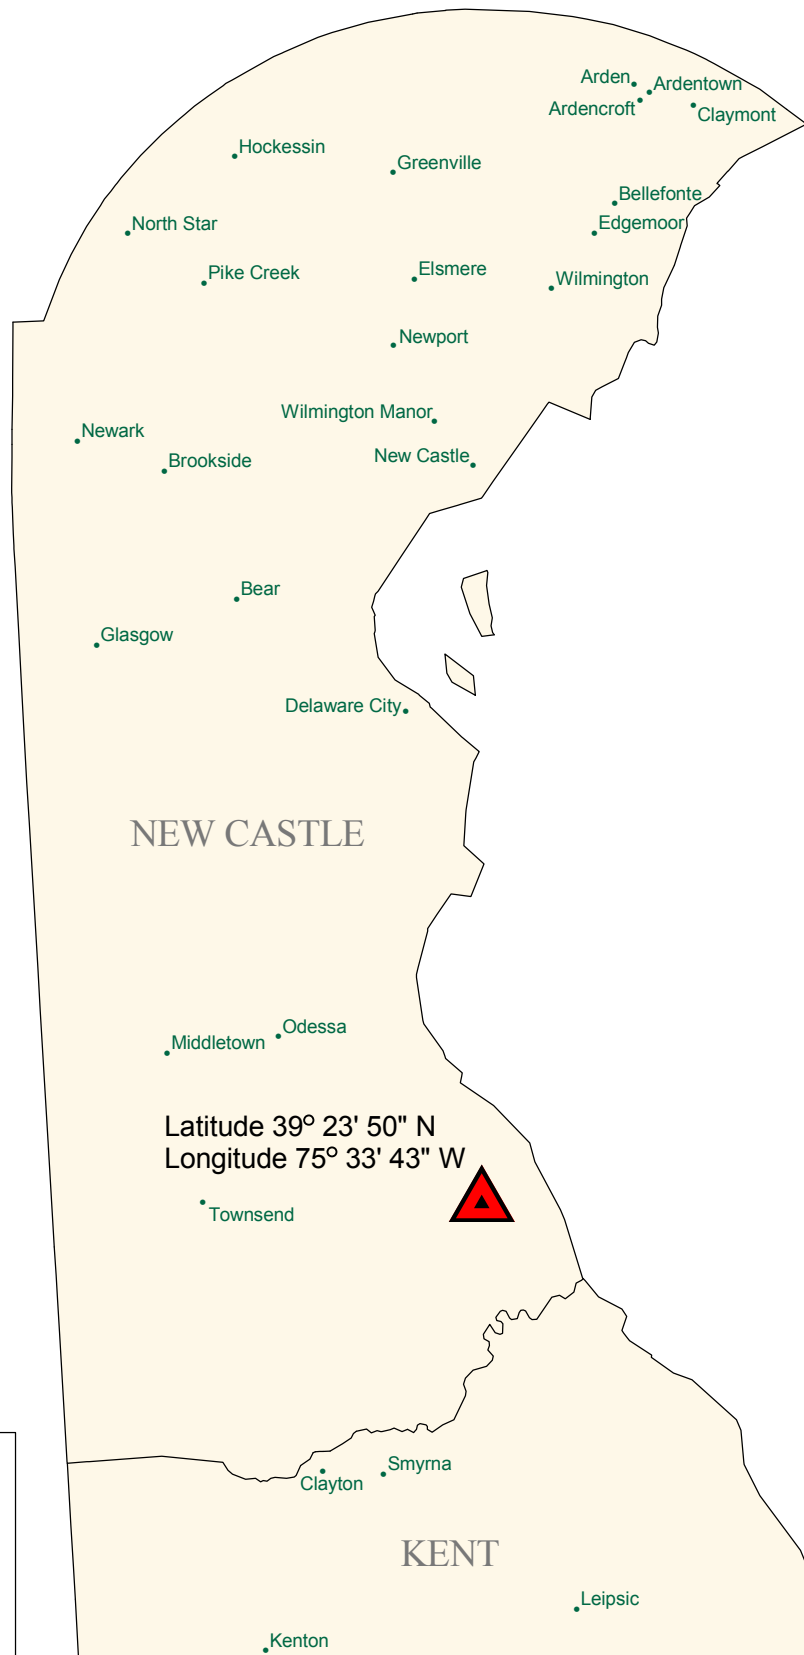 Arden
Ardentown
Ardencroft
Claymont
Hockessin
Greenville
Bellefonte
North Star
Edgemoor
Pike Creek
Elsmere
Wilmington
Newport
Wilmington Manor
Newark
Brookside
New Castle
Bear
Glasgow
Delaware City
NEW CASTLE
Odessa
Middletown
Latitude 39° 23' 50" N
Longitude 75° 33' 43" W
Townsend
Smyrna
Clayton
KENT
Leipsic
Kenton